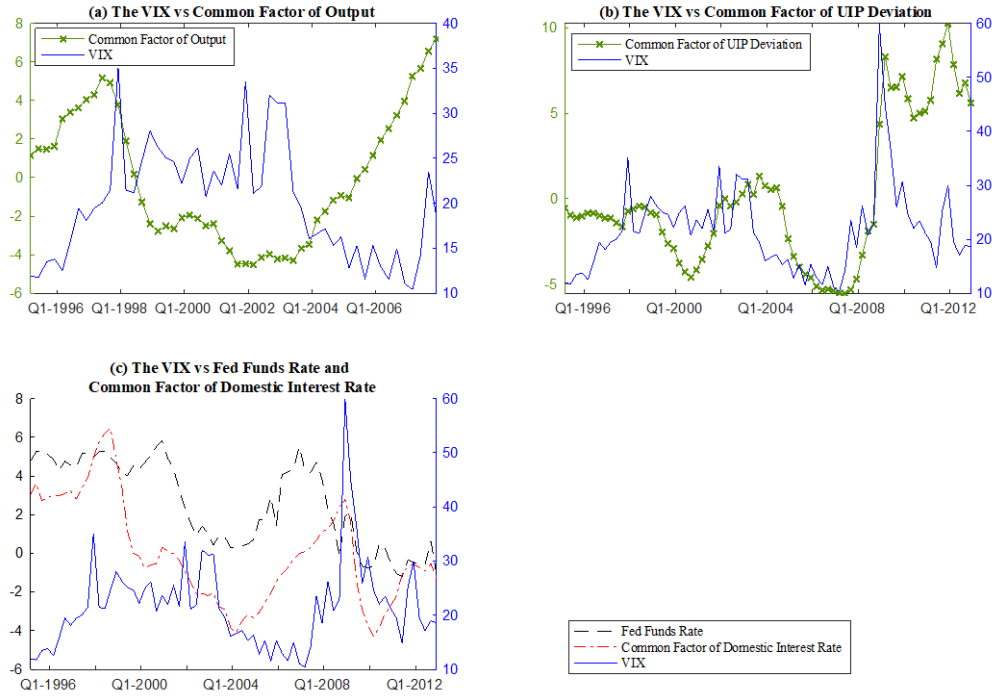 (a) The VIX vs Common Factor of Output
Common Factor of Output
VIX
8
6
4
2
0
-2
-4
-6
40
35
30
25
20
15
10
Q1-1996 Q1-1998 Q1-2000 Q1-2002 Q1-2004 Q1-2006
(b) The VIX vs Common Factor of UIP Deviation
Common Factor of UIP Deviation
VIX
10
5
0
-5
60
50
40
30
20
10
Q1-1996 Q1-2000 Q1-2004 Q1-2008 Q1-2012
(c) The VIX vs Fed Funds Rate and
Common Factor of Domestic Interest Rate
8
6
4
2
0
-2
-4
-6
60
50
40
30
20
10
Q1-1996 Q1-2000 Q1-2004 Q1-2008 Q1-2012
Fed Funds Rate
Common Factor of Domestic Interest Rate
VIX